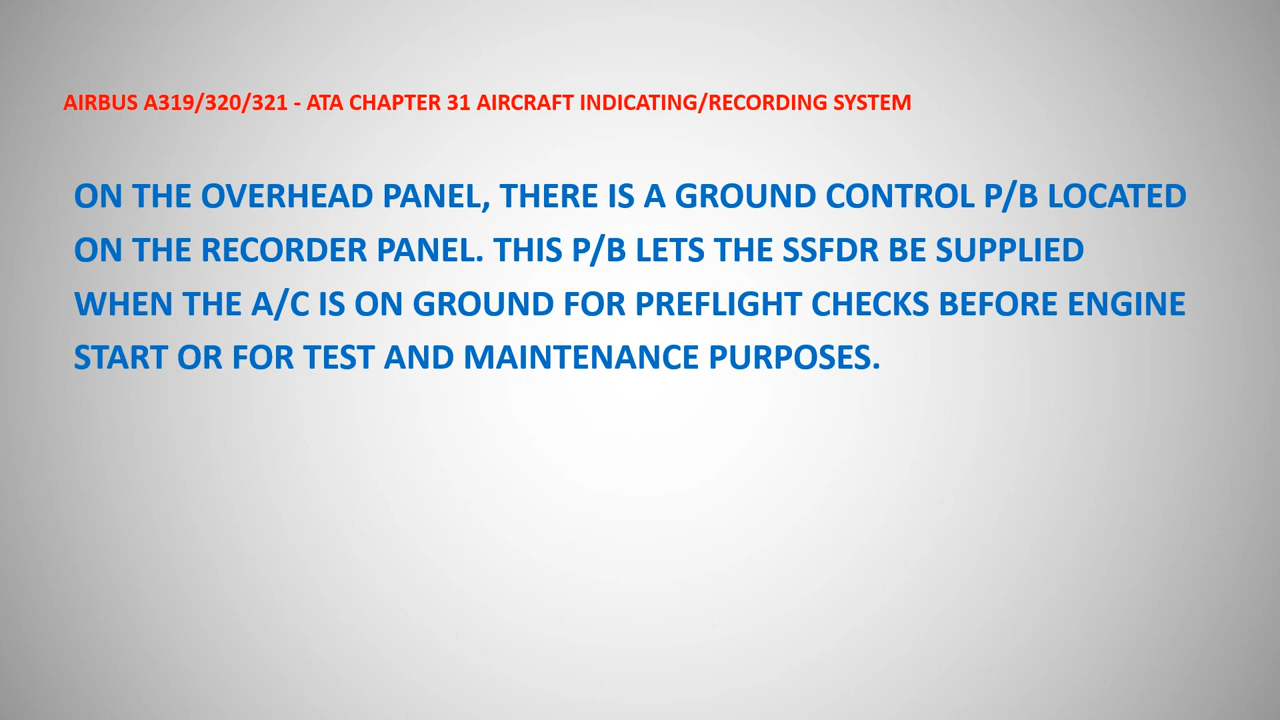 AIRBUS A319/320/321 - ATA CHAPTER 31 AIRCRAFT INDICATING/RECORDING SYSTEM
ON THE OVERHEAD PANEL, THERE IS A GROUND CONTROL P/B LOCATED
ON THE RECORDER PANEL. THIS P/B LETS THE SSFDR BE SUPPLIED
WHEN THE A/C IS ON GROUND FOR PREFLIGHT CHECKS BEFORE ENGINE
START OR FOR TEST AND MAINTENANCE PURPOSES.